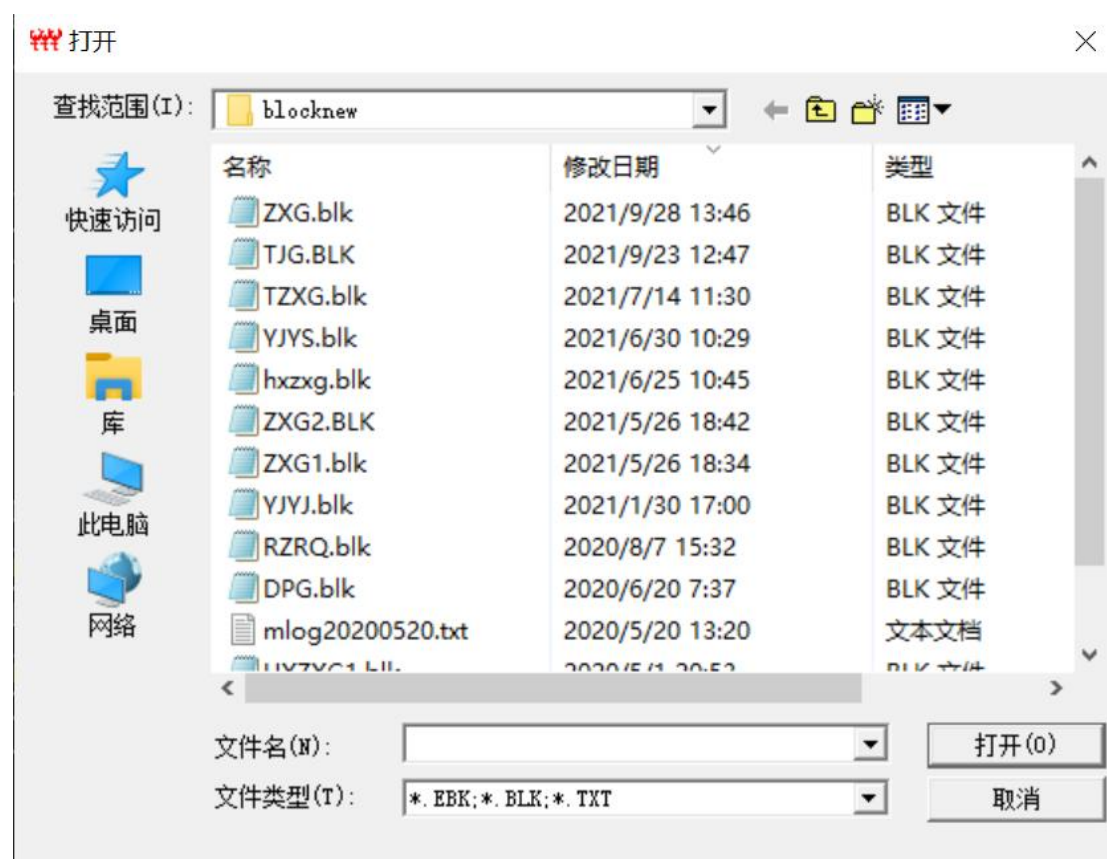 打开
查找范围(I):
blocknew
快速访问
桌面
库
此电脑
网络
名称 修改日期 类型
ZXG.blk 2021/9/28 13:46 BLK 文件
TJG.BLK 2021/9/23 12:47 BLK 文件
TZXG.blk 2021/7/14 11:30 BLK 文件
YJYS.blk 2021/6/30 10:29 BLK 文件
hxzxg.blk 2021/6/25 10:45 BLK 文件
ZXG2.BLK 2021/5/26 18:42 BLK 文件
ZXG1.blk 2021/5/26 18:34 BLK 文件
YJYJ.blk 2021/1/30 17:00 BLK 文件
RZRQ.blk 2020/8/7 15:32 BLK 文件
DPG.blk 2020/6/20 7:37 BLK 文件
mlog20200520.txt 2020/5/20 13:20 文本文档
文件名(N):
打开(O)
文件类型(T):
*.EBK;*.BLK;*.TXT
取消